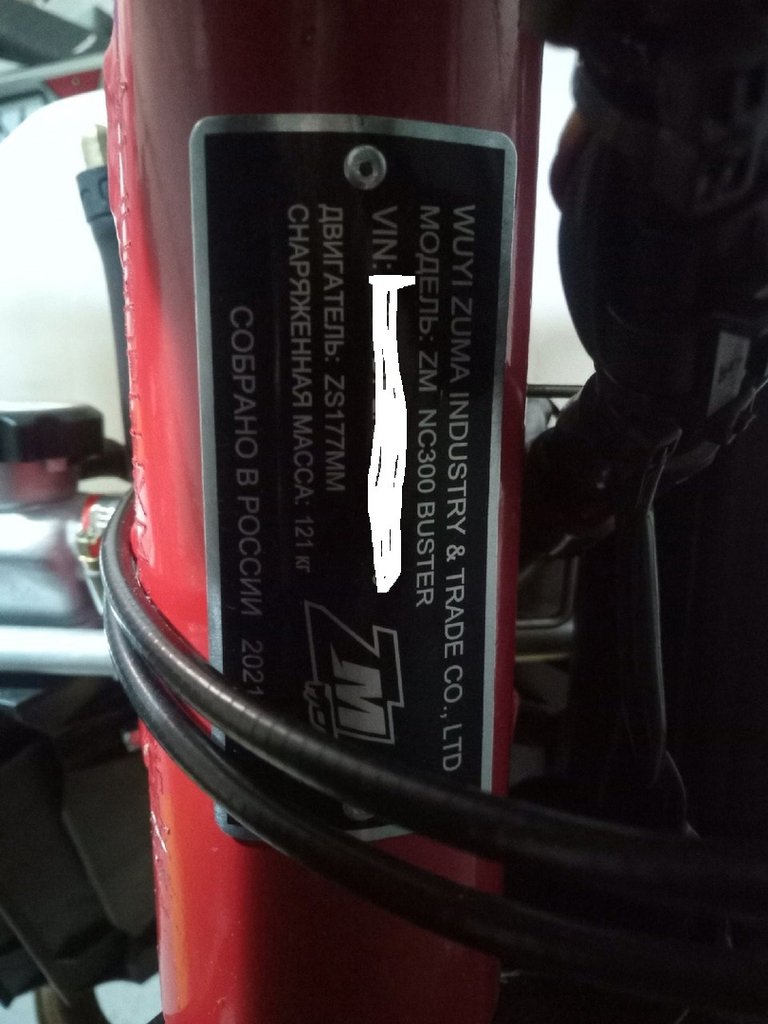 WUYI ZUMA INDUSTRY & TRADE CO., LTD
МОДЕЛЬ: ZM NC300 BUSTER
VIN:
ДВИГАТЕЛЬ: ZS177MM
СНАРЯЖЕННАЯ МАССА: 121 кг
СОБРАНО В РОССИИ 2021
ZM